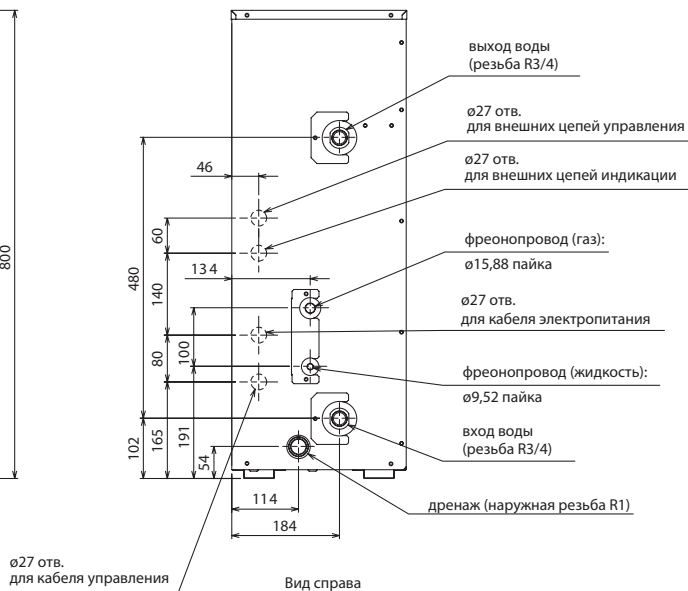 выход воды
(резьба R3/4)
ø27 отв.
для внешних цепей управления
ø27 отв.
для внешних цепей индикации
фреонопровод (газ):
ø15,88 пайка
ø27 отв.
для кабеля электропитания
фреонопровод (жидкость):
ø9,52 пайка
вход воды
(резьба R3/4)
дренаж (наружная резьба R1)
800
480
102
46
60
140
80
165
134
100
191
54
114
184
ø27 отв.
для кабеля управления
Вид справа